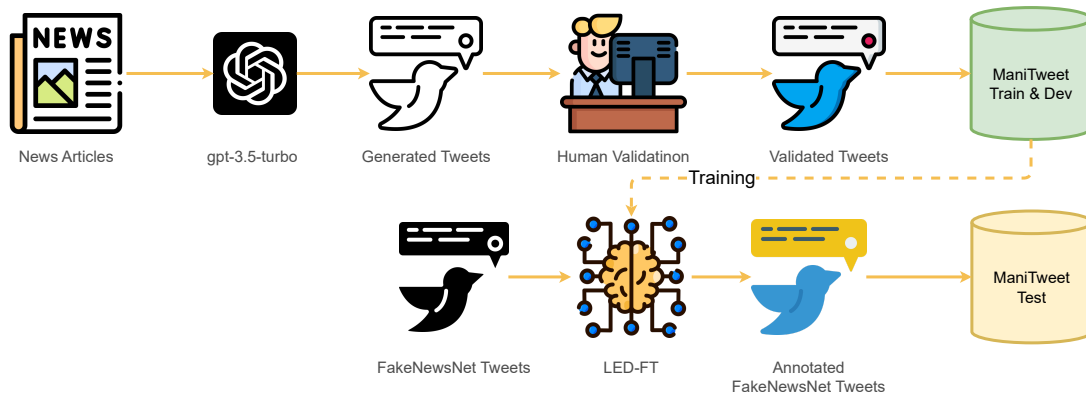 NEWS
News Articles
gpt-3.5-turbo
Generated Tweets
Human Validatinon
Validated Tweets
ManiTweet
Train & Dev
Training
FakeNewsNet Tweets
LED-FT
Annotated
FakeNewsNet Tweets
ManiTweet
Test